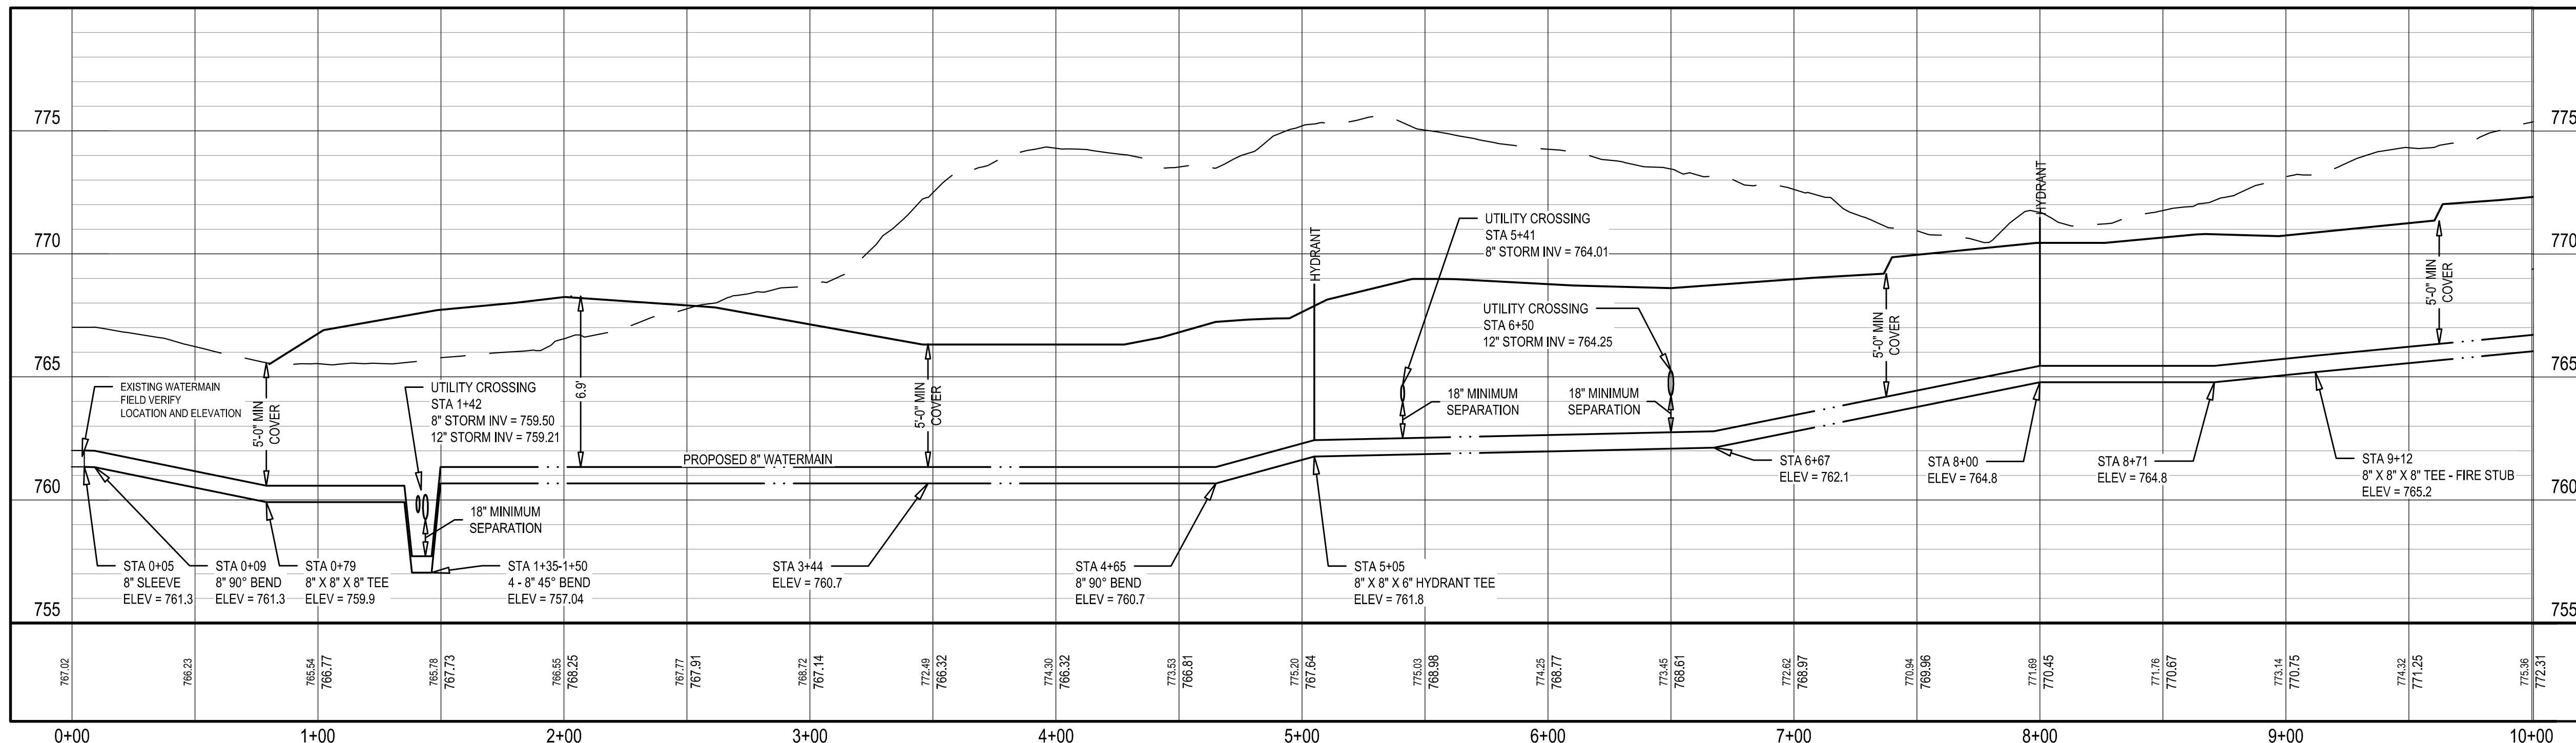 775
770
765
760
755
775
770
765
760
755
EXISTING WATERMAIN
FIELD VERIFY
LOCATION AND ELEVATION
5'-0" MIN
COVER
UTILITY CROSSING
STA 1+42
8" STORM INV = 759.50
12" STORM INV = 759.21
18" MINIMUM
SEPARATION
6.9'
PROPOSED 8" WATERMAIN
5'-0" MIN
COVER
HYDRANT
UTILITY CROSSING
STA 5+41
8" STORM INV = 764.01
18" MINIMUM
SEPARATION
UTILITY CROSSING
STA 6+50
12" STORM INV = 764.25
18" MINIMUM
SEPARATION
5'-0" MIN
COVER
HYDRANT
5'-0" MIN
COVER
STA 0+05
8" SLEEVE
ELEV = 761.3
STA 0+09
8" 90° BEND
ELEV = 761.3
STA 0+79
8" X 8" X 8" TEE
ELEV = 759.9
STA 1+35-1+50
4 - 8" 45° BEND
ELEV = 757.04
STA 3+44
ELEV = 760.7
STA 4+65
8" 90° BEND
ELEV = 760.7
STA 5+05
8" X 8" X 6" HYDRANT TEE
ELEV = 761.8
STA 6+67
ELEV = 762.1
STA 8+00
ELEV = 764.8
STA 8+71
ELEV = 764.8
STA 9+12
8" X 8" X 8" TEE - FIRE STUB
ELEV = 765.2
767.02
766.23
765.54
766.77
765.78
767.73
766.55
768.25
767.77
767.91
768.72
767.14
772.49
766.32
774.30
766.32
773.53
766.81
775.20
767.64
775.03
768.98
774.25
768.77
773.45
768.61
772.62
768.97
770.94
769.96
771.69
770.45
771.76
770.67
773.14
770.75
774.32
771.25
775.36
772.31
0+00
1+00
2+00
3+00
4+00
5+00
6+00
7+00
8+00
9+00
10+00